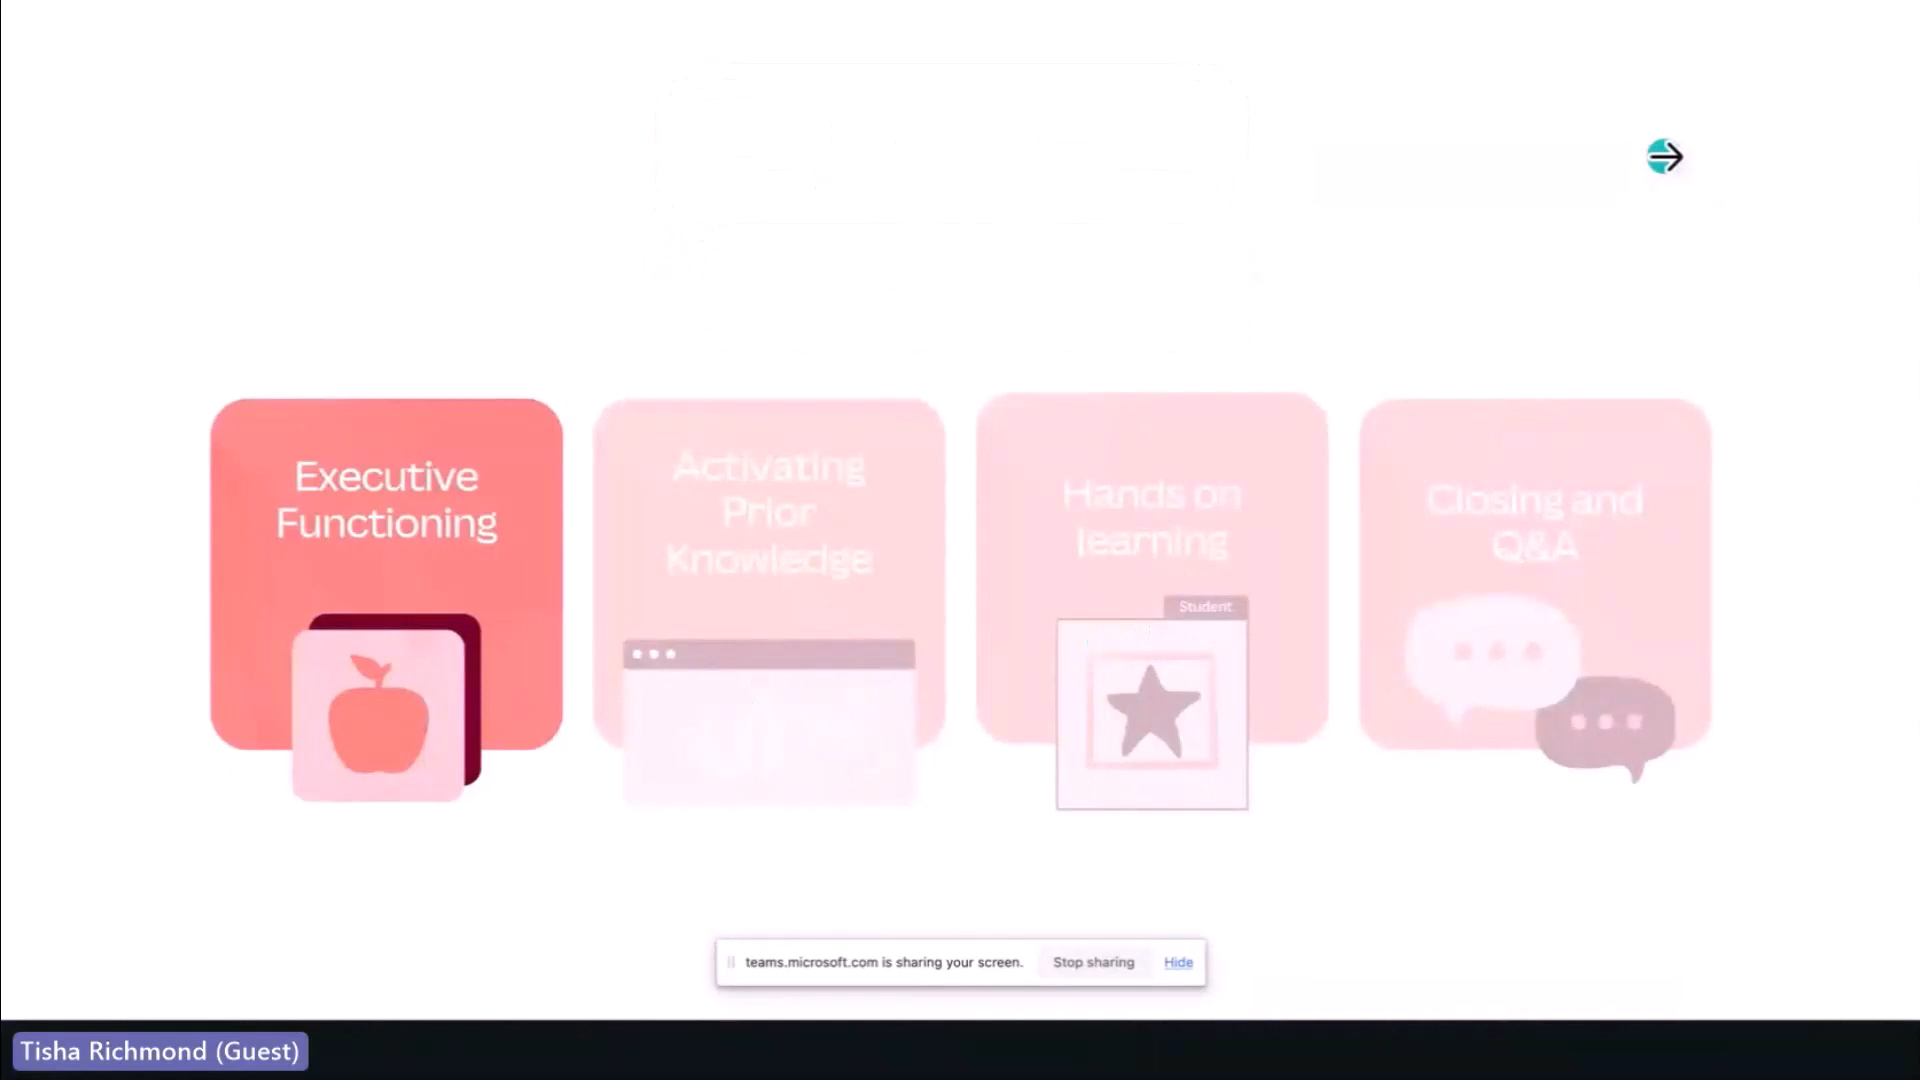 Executive
Functioning
Activating
Prior
Knowledge
Hands on
learning
Student
Closing and
Q&A
teams.microsoft.com is sharing your screen.
Stop sharing
Hide
Tisha Richmond (Guest)